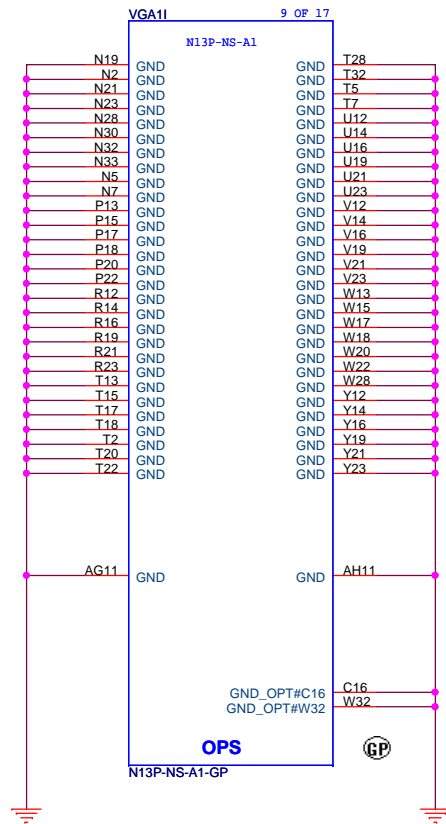 VGA1I 9 OF 17
N13P-NS-A1
N19 GND GND T28
N2 GND GND T32
N21 GND GND T5
N23 GND GND T7
N28 GND GND U12
N30 GND GND U14
N32 GND GND U16
N33 GND GND U19
N5 GND GND U21
N7 GND GND U23
P13 GND GND V12
P15 GND GND V14
P17 GND GND V16
P18 GND GND V19
P20 GND GND V21
P22 GND GND V23
R12 GND GND W13
R14 GND GND W15
R16 GND GND W17
R19 GND GND W18
R21 GND GND W20
R23 GND GND W22
T13 GND GND W28
T15 GND GND Y12
T17 GND GND Y14
T18 GND GND Y16
T2 GND GND Y19
T20 GND GND Y21
T22 GND GND Y23
AG11 GND GND AH11
GND_OPT#C16 C16
GND_OPT#W32 W32
OPS GP
N13P-NS-A1-GP